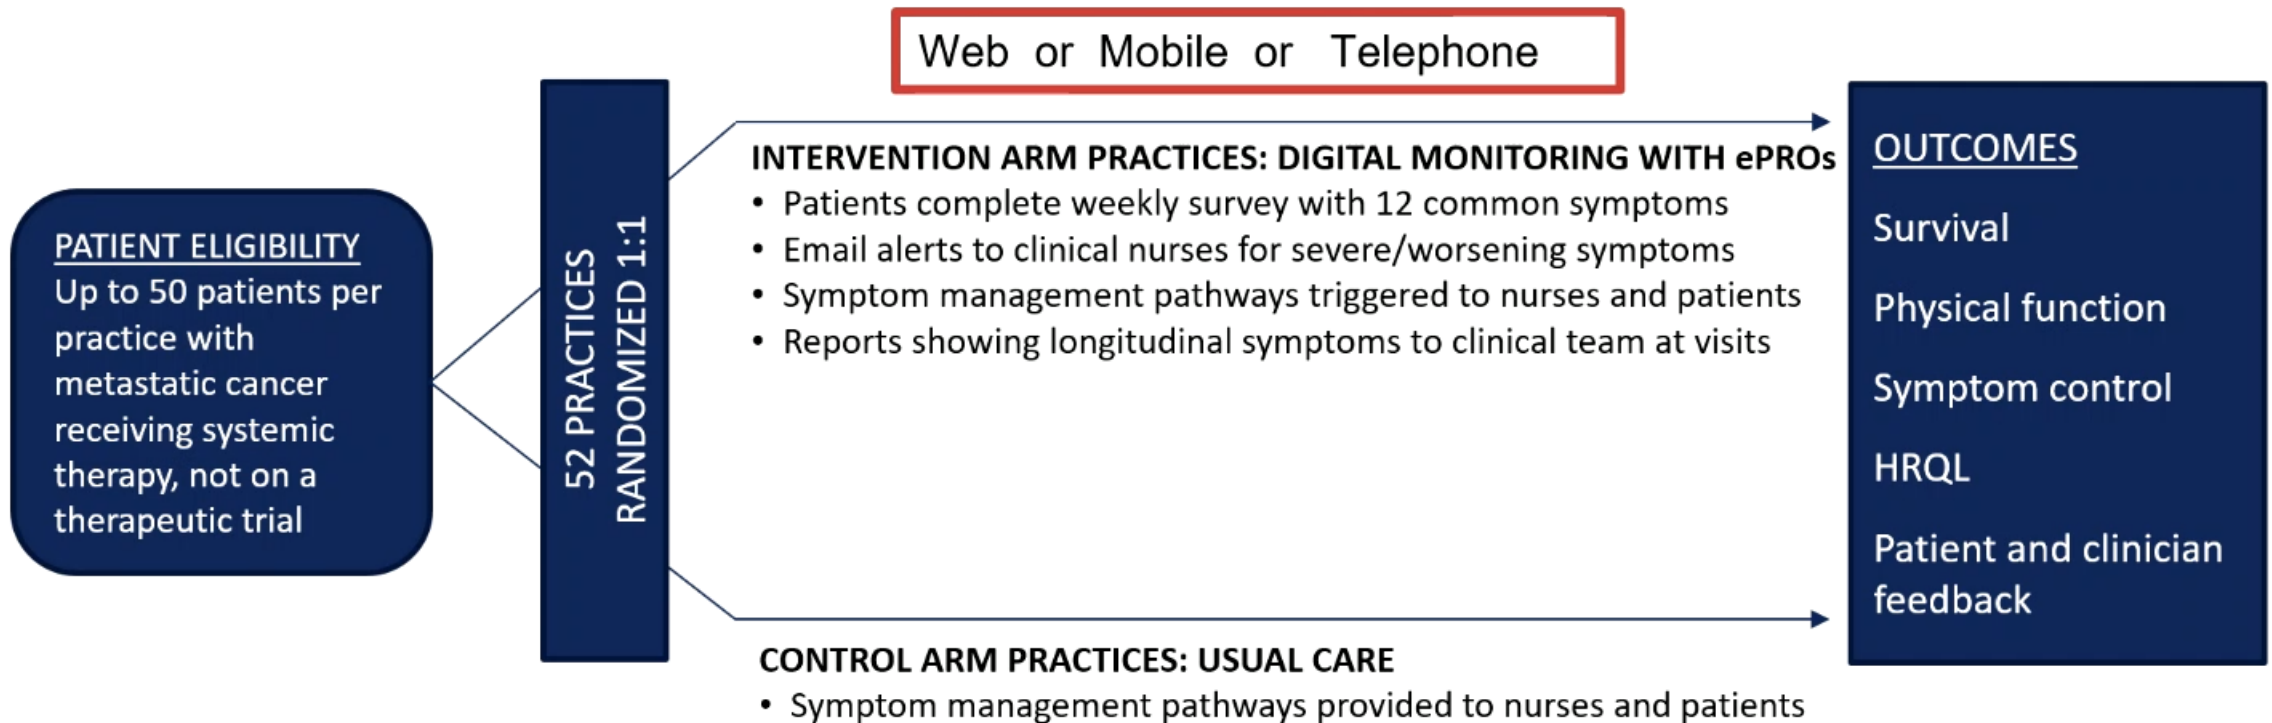 Web or Mobile or Telephone
PATIENT ELIGIBILITY
Up to 50 patients per
practice with
metastatic cancer
receiving systemic
therapy, not on a
therapeutic trial
52 PRACTICES
RANDOMIZED 1:1
INTERVENTION ARM PRACTICES: DIGITAL MONITORING WITH ePROs
• Patients complete weekly survey with 12 common symptoms
• Email alerts to clinical nurses for severe/worsening symptoms
• Symptom management pathways triggered to nurses and patients
• Reports showing longitudinal symptoms to clinical team at visits
CONTROL ARM PRACTICES: USUAL CARE
• Symptom management pathways provided to nurses and patients
OUTCOMES
Survival
Physical function
Symptom control
HRQL
Patient and clinician
feedback